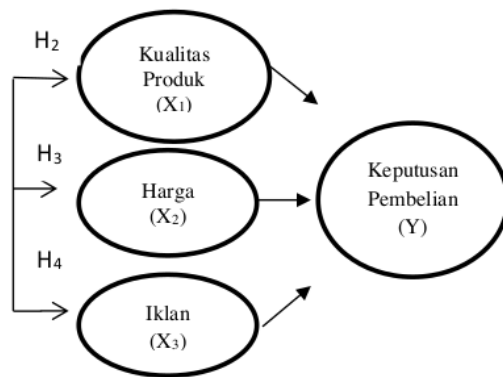 H₂
Kualitas
Produk
(X₁)
H₃
Harga
(X₂)
Keputusan
Pembelian
(Y)
H₄
Iklan
(X₃)